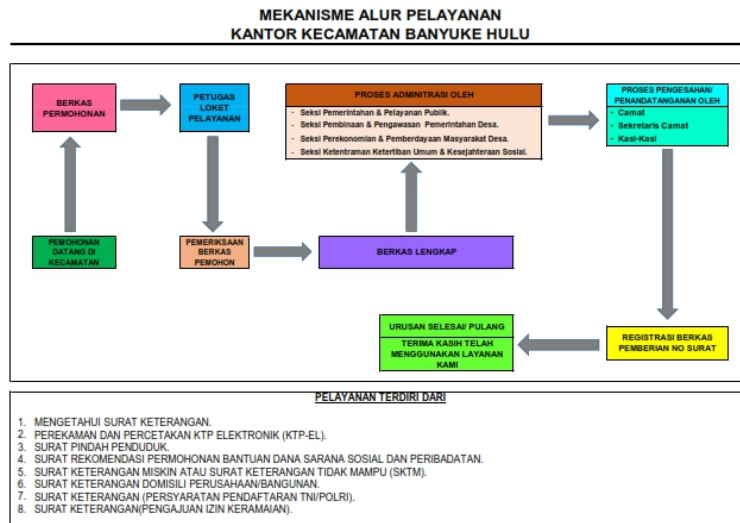 MEKANISME ALUR PELAYANAN
KANTOR KECAMATAN BANYUKE HULU
BERKAS
PERMOHONAN
PETUGAS
LOKET
PELAYANAN
PROSES ADMINITRASI OLEH
- Seksi Pemerintahan & Pelayanan Publik.
- Seksi Pembinaan & Pengawasan Pemerintahan Desa.
- Seksi Perekonomian & Pemberdayaan Masyarakat Desa.
- Seksi Ketentraman Ketertiban Umum & Kesejahteraan Sosial.
PROSES PENGESAHAN/
PENANDATANGANAN OLEH
- Camat
- Sekretaris Camat
- Kasi-Kasi
PEMOHONAN
DATANG DI
KECAMATAN
PEMERIKSAAN
BERKAS
PEMOHON
BERKAS LENGKAP
URUSAN SELESAI/ PULANG
TERIMA KASIH TELAH
MENGGUNAKAN LAYANAN
KAMI
REGISTRASI BERKAS
PEMBERIAN NO SURAT
PELAYANAN TERDIRI DARI
1. MENGETAHUI SURAT KETERANGAN.
2. PEREKAMAN DAN PERCETAKAN KTP ELEKTRONIK (KTP-EL).
3. SURAT PINDAH PENDUDUK.
4. SURAT REKOMENDASI PERMOHONAN BANTUAN DANA SARANA SOSIAL DAN PERIBADATAN.
5. SURAT KETERANGAN MISKIN ATAU SURAT KETERANGAN TIDAK MAMPU (SKTM).
6. SURAT KETERANGAN DOMISILI PERUSAHAAN/BANGUNAN.
7. SURAT KETERANGAN (PERSYARATAN PENDAFTARAN TNI/POLRI).
8. SURAT KETERANGAN(PENGAJUAN IZIN KERAMAIAN).